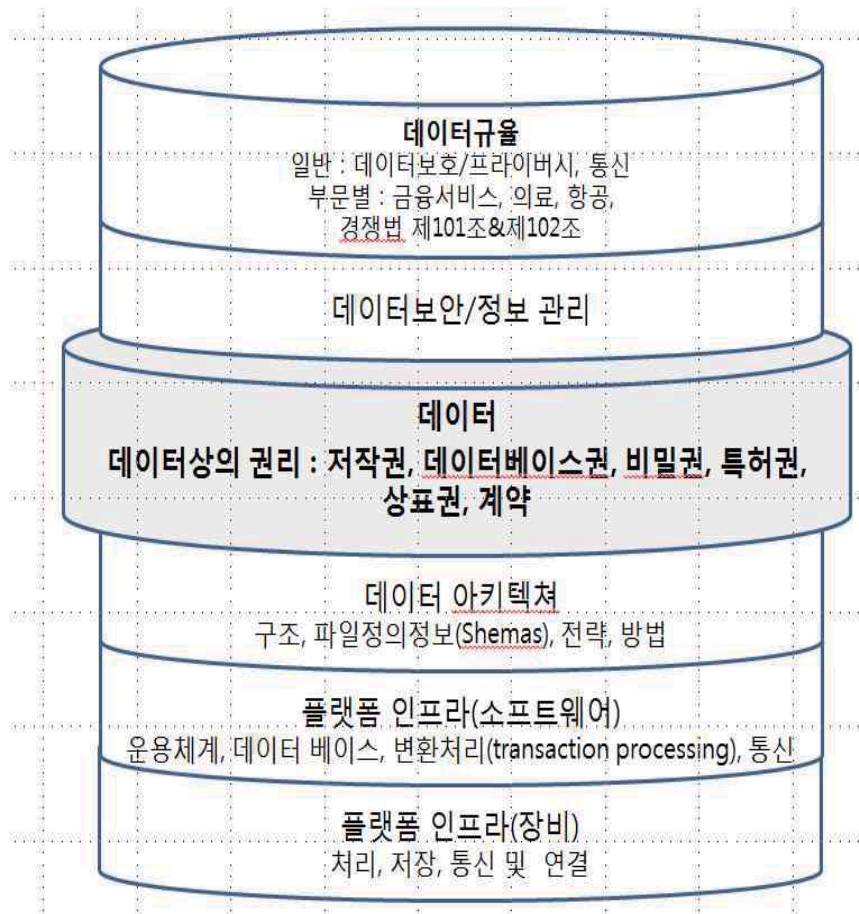 데이터규율
일반 : 데이터보호/프라이버시, 통신
부문별 : 금융서비스, 의료, 항공,
경쟁법 제101조&제102조
데이터보안/정보 관리
데이터
데이터상의 권리 : 저작권, 데이터베이스권, 비밀권, 특허권,
상표권, 계약
데이터 아키텍쳐
구조, 파일정의정보(Shemas), 전략, 방법
플랫폼 인프라(소프트웨어)
운용체계, 데이터 베이스, 변환처리(transaction processing), 통신
플랫폼 인프라(장비)
처리, 저장, 통신 및 연결